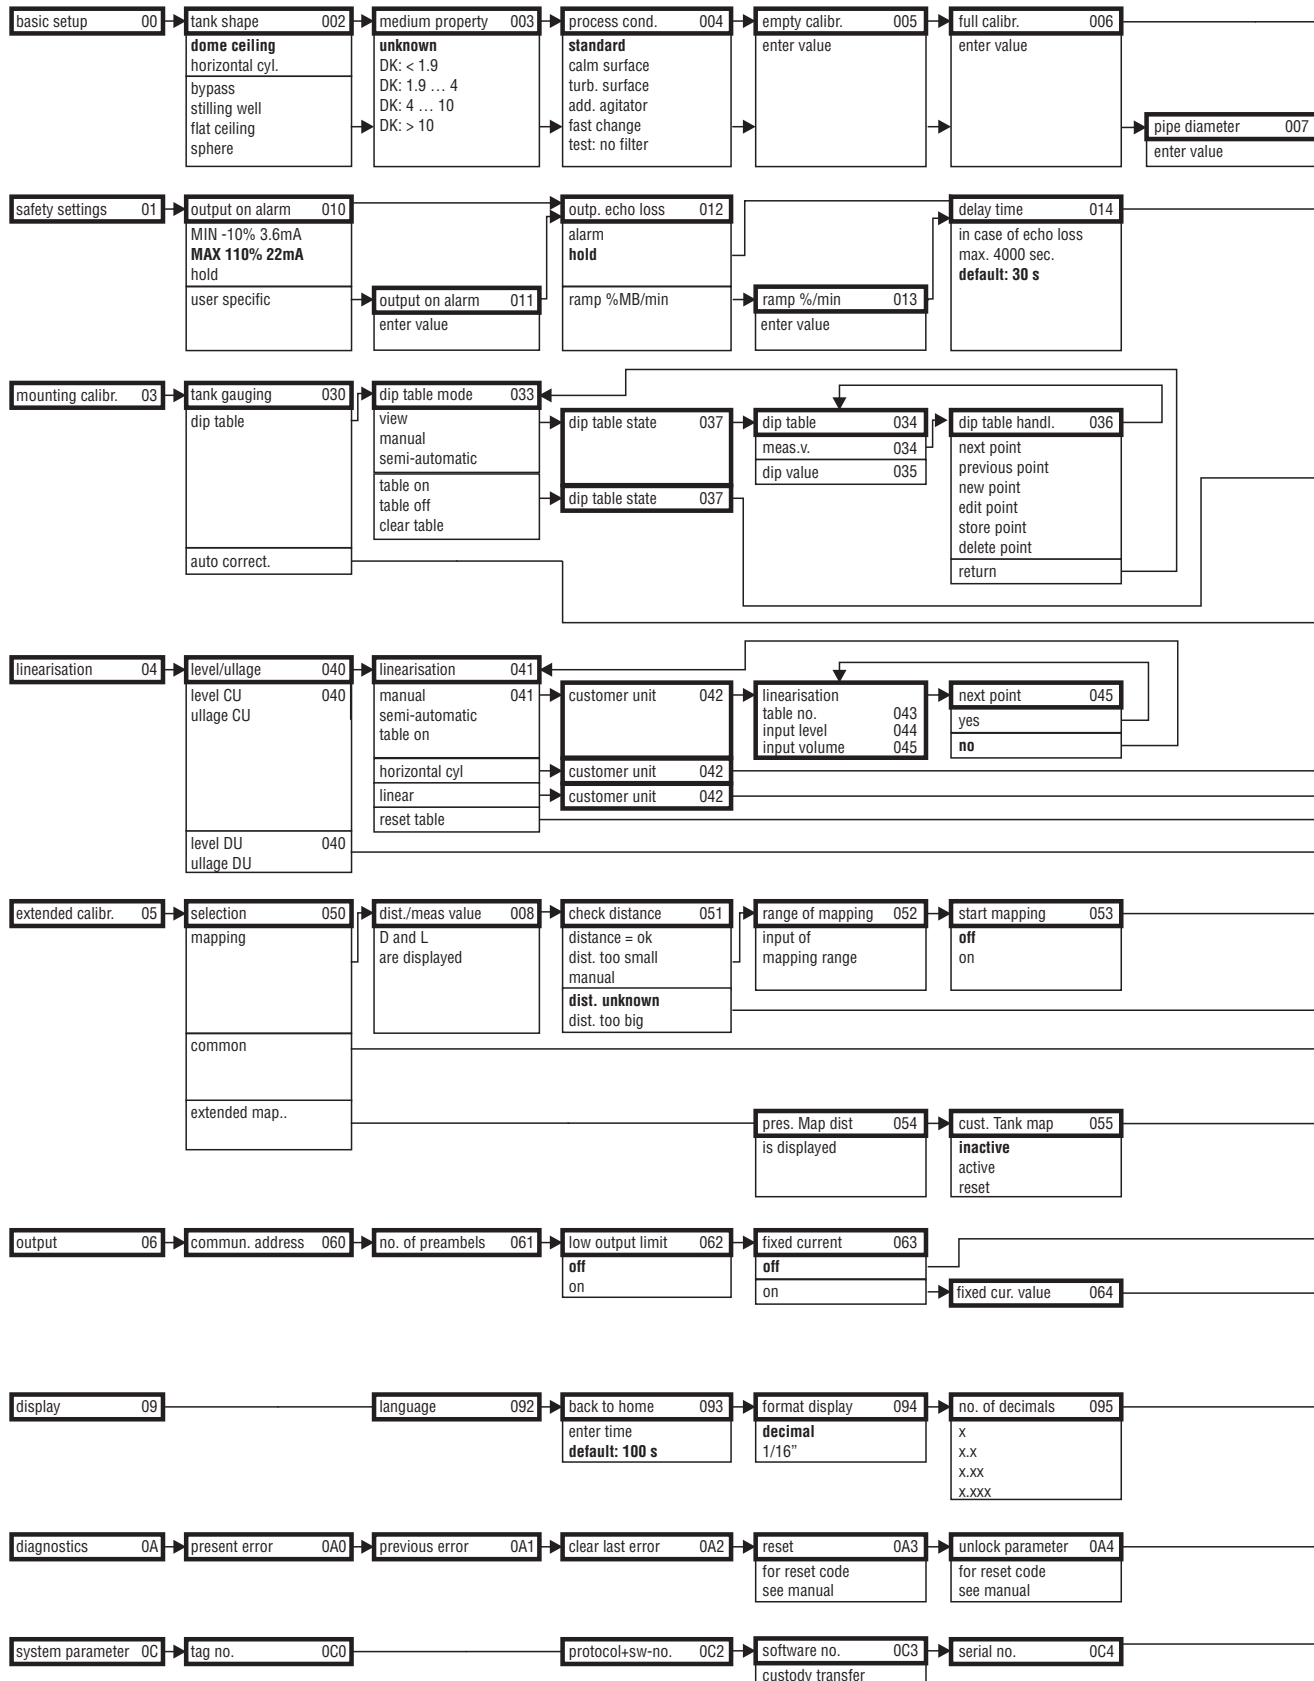 basic setup 00
tank shape 002
dome ceiling
horizontal cyl.
bypass
stilling well
flat ceiling
sphere
medium property 003
unknown
DK: < 1.9
DK: 1.9 … 4
DK: 4 … 10
DK: > 10
process cond. 004
standard
calm surface
turb. surface
add. agitator
fast change
test: no filter
empty calibr. 005
enter value
full calibr. 006
enter value
pipe diameter 007
enter value
safety settings 01
output on alarm 010
MIN -10% 3.6mA
MAX 110% 22mA
hold
user specific
output on alarm 011
enter value
outp. echo loss 012
alarm
hold
ramp %MB/min
ramp %/min 013
enter value
delay time 014
in case of echo loss
max. 4000 sec.
default: 30 s
mounting calibr. 03
tank gauging 030
dip table
auto correct.
dip table mode 033
view
manual
semi-automatic
table on
table off
clear table
dip table state 037
dip table state 037
dip table 034
meas.v. 034
dip value 035
dip table handl. 036
next point
previous point
new point
edit point
store point
delete point
return
linearisation 04
level/ullage 040
level CU 040
ullage CU
level DU 040
ullage DU
linearisation 041
manual 041
semi-automatic
table on
horizontal cyl
linear
reset table
customer unit 042
customer unit 042
customer unit 042
linearisation
table no. 043
input level 044
input volume 045
next point 045
yes
no
extended calibr. 05
selection 050
mapping
common
extended map..
dist./meas value 008
D and L
are displayed
check distance 051
distance = ok
dist. too small
manual
dist. unknown
dist. too big
range of mapping 052
input of
mapping range
start mapping 053
off
on
pres. Map dist 054
is displayed
cust. Tank map 055
inactive
active
reset
output 06
commun. address 060
no. of preambels 061
low output limit 062
off
on
fixed current 063
off
on
fixed cur. value 064
display 09
language 092
back to home 093
enter time
default: 100 s
format display 094
decimal
1/16”
no. of decimals 095
x
x.x
x.xx
x.xxx
diagnostics 0A
present error 0A0
previous error 0A1
clear last error 0A2
reset 0A3
for reset code
see manual
unlock parameter 0A4
for reset code
see manual
system parameter 0C
tag no. 0C0
protocol+sw-no. 0C2
software no. 0C3
custody transfer
serial no. 0C4